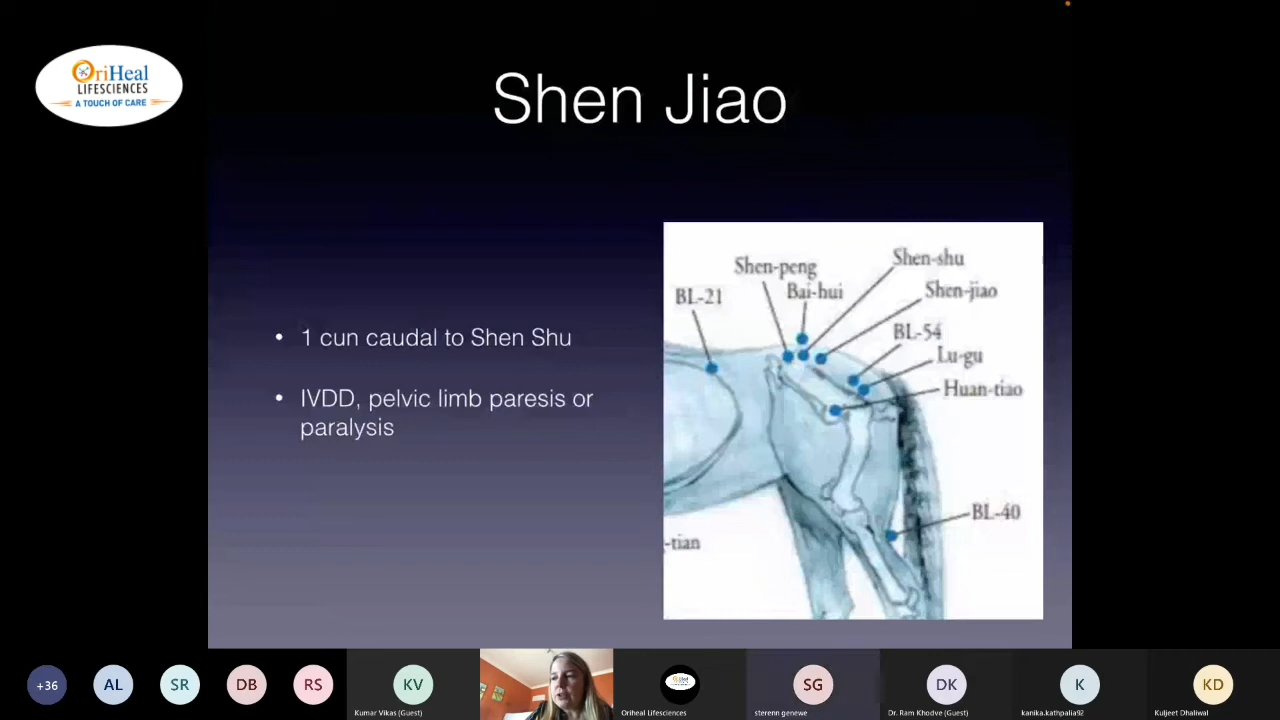 OriHeal
LIFESCIENCES
A TOUCH OF CARE
Shen Jiao
• 1 cun caudal to Shen Shu
• IVDD, pelvic limb paresis or
paralysis
Shen-peng
Shen-shu
BL-21
Bai-hui
Shen-jiao
BL-54
Lu-gu
Huan-tiao
BL-40
-tian
+36
AL
SR
DB
RS
KV
SG
DK
K
KD
Kumar Vikas (Guest)
Oriheal Lifesciences
sterenn genewe
Dr. Ram Khodve (Guest)
kanika.kathpalia92
Kuljeet Dhaliwal